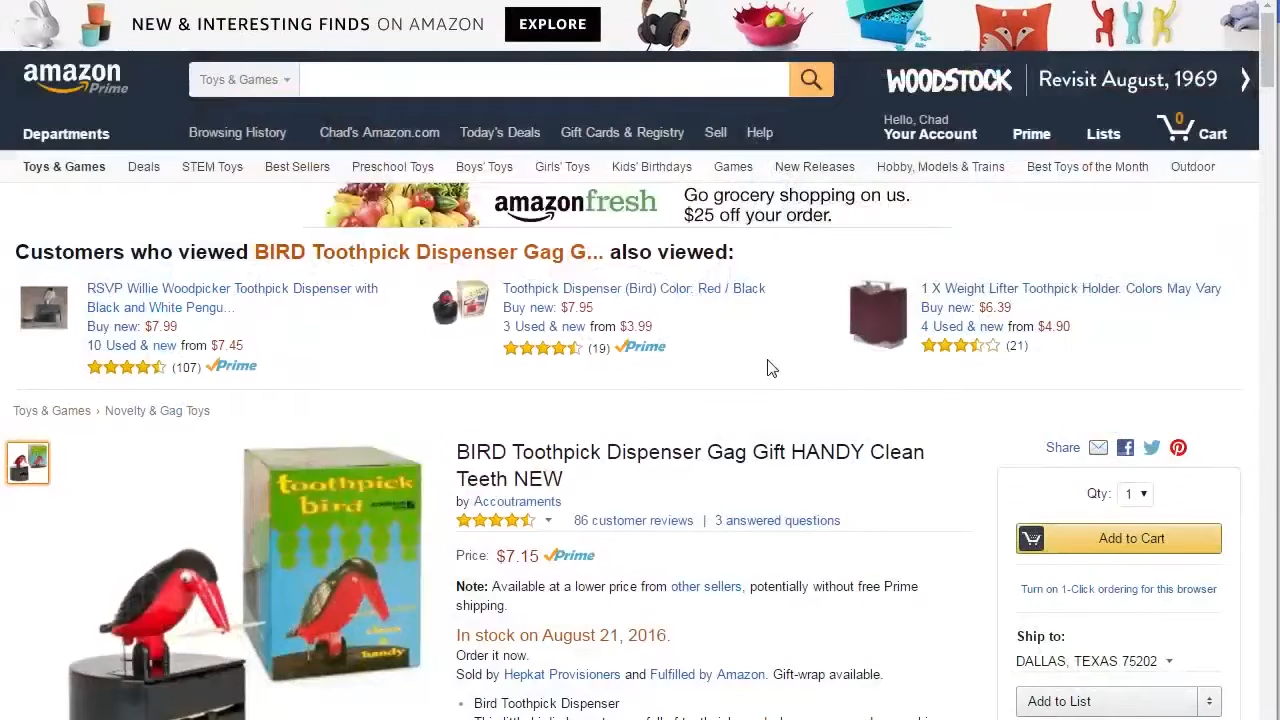 NEW & INTERESTING FINDS ON AMAZON EXPLORE
amazon Prime
Toys & Games
WOODSTOCK Revisit August, 1969
Departments
Browsing History Chad's Amazon.com Today's Deals Gift Cards & Registry Sell Help
Hello, Chad
Your Account Prime Lists 0 Cart
Toys & Games Deals STEM Toys Best Sellers Preschool Toys Boys' Toys Girls' Toys Kids' Birthdays Games New Releases Hobby, Models & Trains Best Toys of the Month Outdoor
amazonfresh
Go grocery shopping on us.
$25 off your order.
Customers who viewed BIRD Toothpick Dispenser Gag G... also viewed:
RSVP Willie Woodpicker Toothpick Dispenser with
Black and White Pengu...
Buy new: $7.99
10 Used & new from $7.45
(107) Prime
Toothpick Dispenser (Bird) Color: Red / Black
Buy new: $7.95
3 Used & new from $3.99
(19) Prime
1 X Weight Lifter Toothpick Holder. Colors May Vary
Buy new: $6.39
4 Used & new from $4.90
(21)
Toys & Games › Novelty & Gag Toys
toothpick
bird
clean
&
handy
BIRD Toothpick Dispenser Gag Gift HANDY Clean
Teeth NEW
by Accoutraments
86 customer reviews | 3 answered questions
Price: $7.15 Prime
Note: Available at a lower price from other sellers, potentially without free Prime
shipping.
In stock on August 21, 2016.
Order it now.
Sold by Hepkat Provisioners and Fulfilled by Amazon. Gift-wrap available.
• Bird Toothpick Dispenser
Share
Qty: 1
Add to Cart
Turn on 1-Click ordering for this browser
Ship to:
DALLAS, TEXAS 75202
Add to List